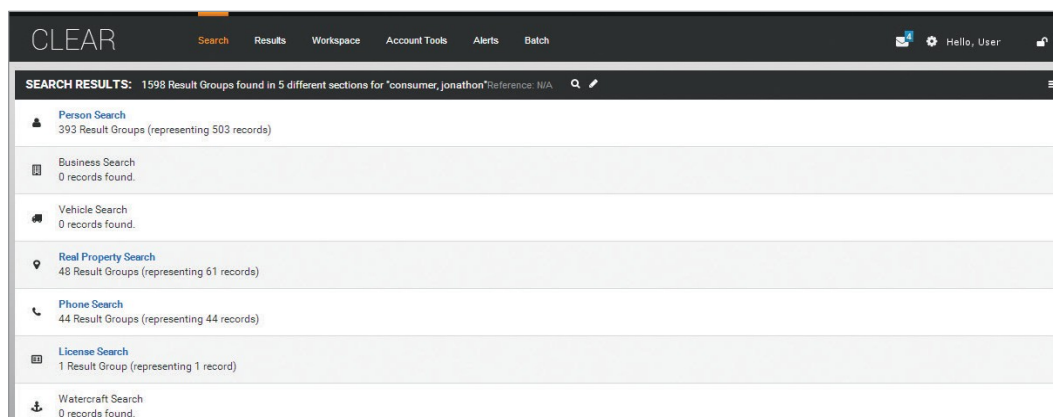 CLEAR
Search Results Workspace Account Tools Alerts Batch
4 Hello, User
SEARCH RESULTS: 1598 Result Groups found in 5 different sections for "consumer, jonathon"Reference: N/A
Person Search
393 Result Groups (representing 503 records)
Business Search
0 records found.
Vehicle Search
0 records found.
Real Property Search
48 Result Groups (representing 61 records)
Phone Search
44 Result Groups (representing 44 records)
License Search
1 Result Group (representing 1 record)
Watercraft Search
0 records found.